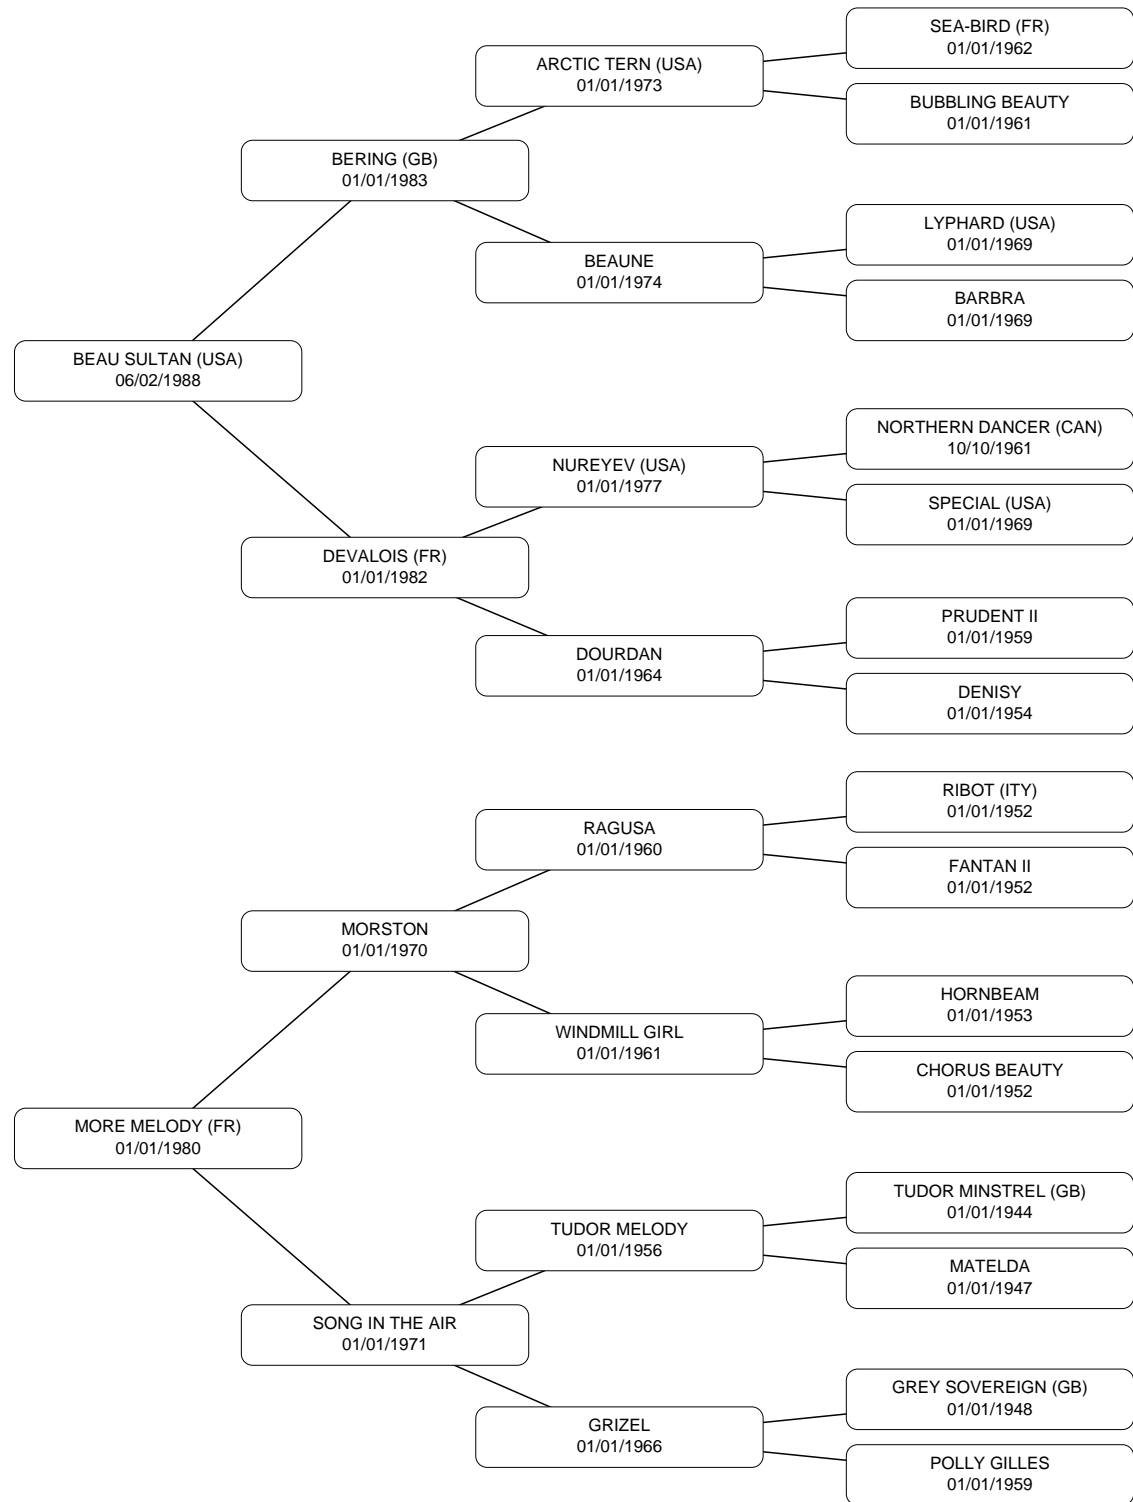 SEA-BIRD (FR)
01/01/1962
ARCTIC TERN (USA)
01/01/1973
BUBBLING BEAUTY
01/01/1961
BERING (GB)
01/01/1983
LYPHARD (USA)
01/01/1969
BEAUNE
01/01/1974
BARBRA
01/01/1969
BEAU SULTAN (USA)
06/02/1988
NORTHERN DANCER (CAN)
10/10/1961
NUREYEV (USA)
01/01/1977
SPECIAL (USA)
01/01/1969
DEVALOIS (FR)
01/01/1982
PRUDENT II
01/01/1959
DOURDAN
01/01/1964
DENISY
01/01/1954
RIBOT (ITY)
01/01/1952
RAGUSA
01/01/1960
FANTAN II
01/01/1952
MORSTON
01/01/1970
HORNBEAM
01/01/1953
WINDMILL GIRL
01/01/1961
CHORUS BEAUTY
01/01/1952
MORE MELODY (FR)
01/01/1980
TUDOR MINSTREL (GB)
01/01/1944
TUDOR MELODY
01/01/1956
MATELDA
01/01/1947
SONG IN THE AIR
01/01/1971
GREY SOVEREIGN (GB)
01/01/1948
GRIZEL
01/01/1966
POLLY GILLES
01/01/1959